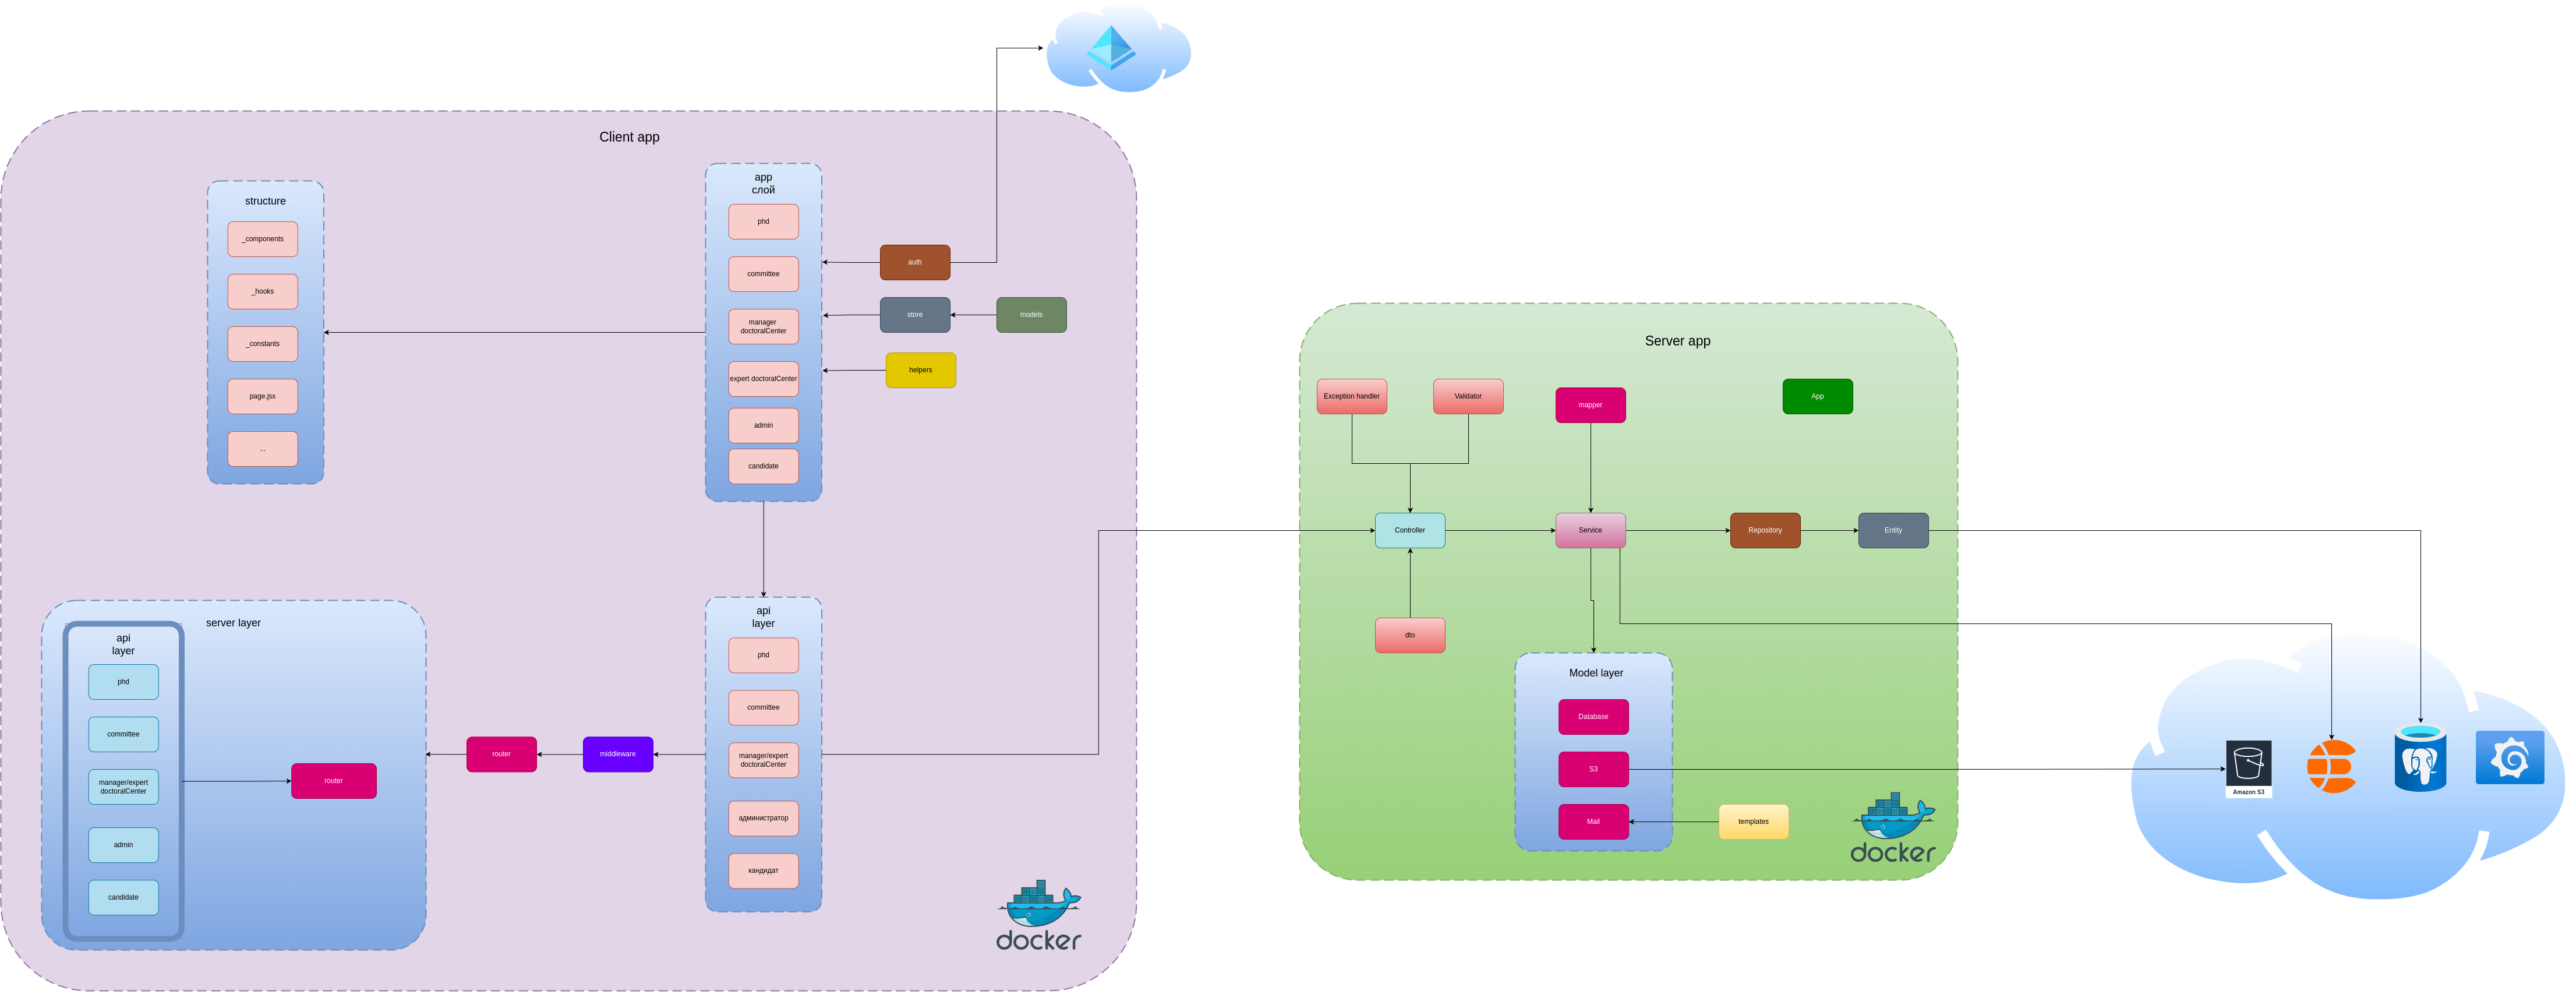 Client app
structure
_components
_hooks
_constants
page.jsx
...
app
слой
phd
committee
manager
doctoralCenter
expert doctoralCenter
admin
candidate
auth
store
models
helpers
server layer
api
layer
phd
committee
manager/expert
doctoralCenter
admin
candidate
router
router
middleware
api
layer
phd
committee
manager/expert
doctoralCenter
администратор
кандидат
docker
Server app
Exception handler
Validator
mapper
App
Controller
Service
Repository
Entity
dto
Model layer
Database
S3
Mail
templates
docker
Amazon S3